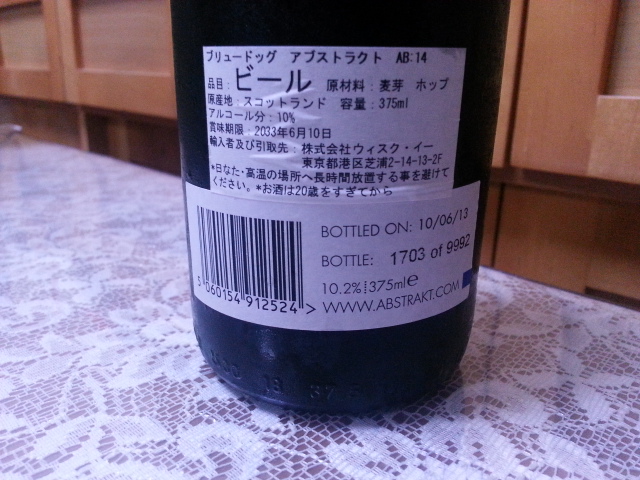 ブリュードッグ アブストラクト AB:14
品目：ビール 原材料：麦芽 ホップ
原産地：スコットランド 容量：375ml
アルコール分：10%
賞味期限：2033年6月10日
輸入者及び引取先：株式会社ウィスク・イー
東京都港区芝浦2-14-13-2F
*日なた・高温の場所へ長時間放置する事を避けて
ください。*お酒は20歳をすぎてから
BOTTLED ON: 10/06/13
BOTTLE: 1703 of 9992
10.2% 375ml e
WWW.ABSTRAKT.COM
5 060154 912524 >